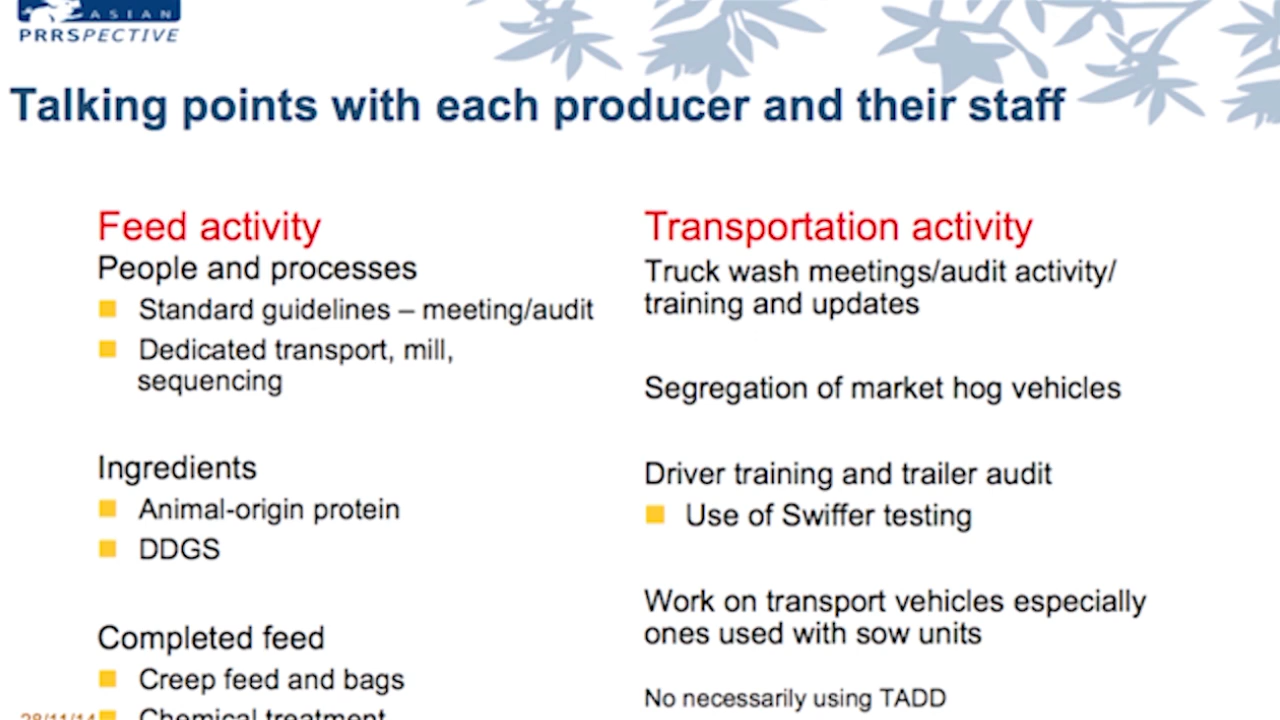 ASIAN
PRRSPECTIVE
Talking points with each producer and their staff
Feed activity
People and processes
Standard guidelines – meeting/audit
Dedicated transport, mill,
sequencing
Ingredients
Animal-origin protein
DDGS
Completed feed
Creep feed and bags
Chemical treatment
28/11/14
Transportation activity
Truck wash meetings/audit activity/
training and updates
Segregation of market hog vehicles
Driver training and trailer audit
Use of Swiffer testing
Work on transport vehicles especially
ones used with sow units
No necessarily using TADD